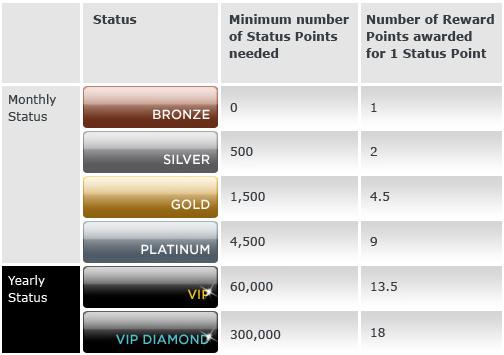 Status
Minimum number
of Status Points
needed
Number of Reward
Points awarded
for 1 Status Point
Monthly
Status
BRONZE
0
1
SILVER
500
2
GOLD
1,500
4.5
PLATINUM
4,500
9
Yearly
Status
VIP
60,000
13.5
VIP DIAMOND
300,000
18